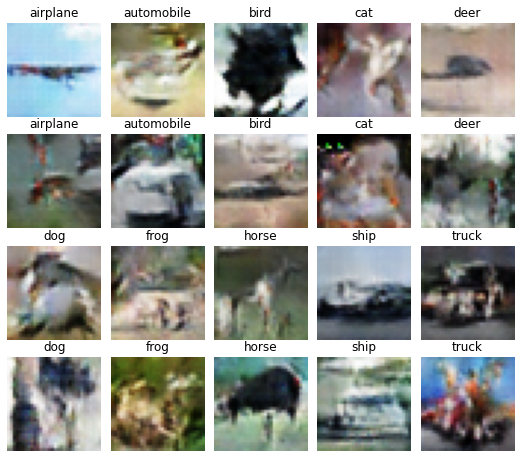 airplane automobile bird cat deer
airplane automobile bird cat deer
dog frog horse ship truck
dog frog horse ship truck